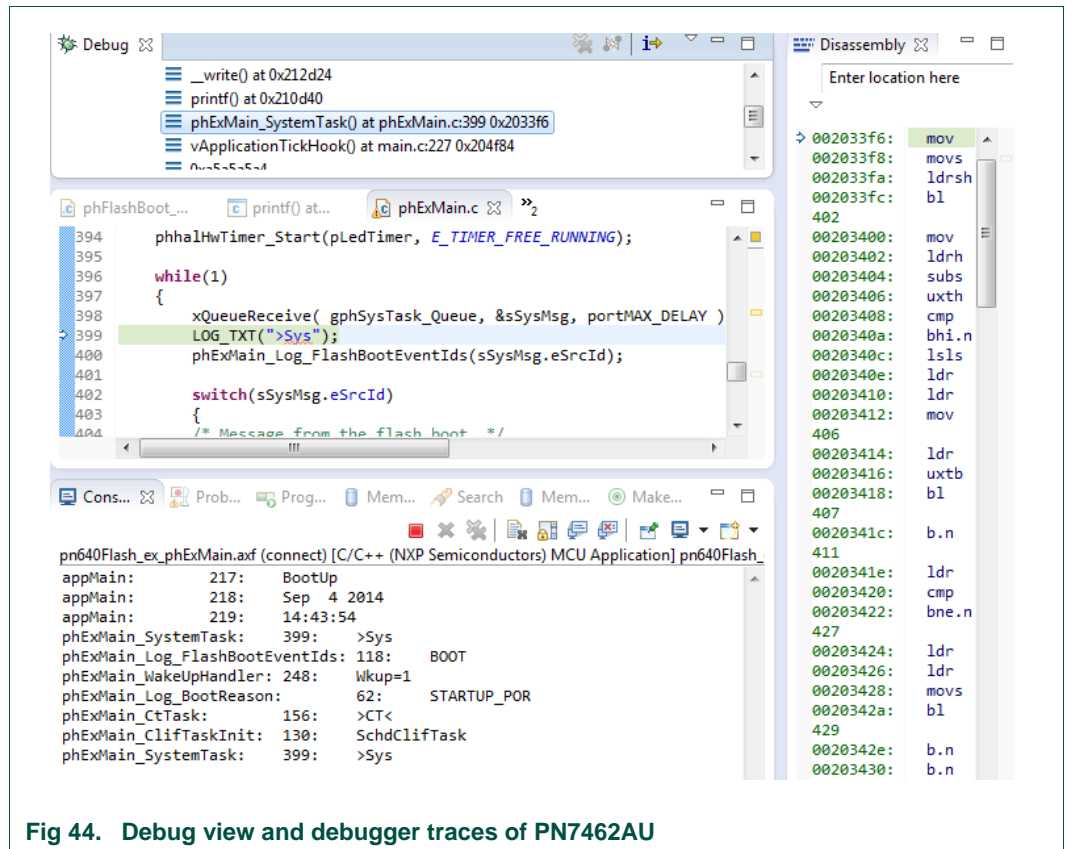 Debug
__write() at 0x212d24
printf() at 0x210d40
phExMain_SystemTask() at phExMain.c:399 0x2033f6
vApplicationTickHook() at main.c:227 0x204f84
0xa5a5a5a4
phFlashBoot_...
printf() at...
phExMain.c
»2
394 phhalHwTimer_Start(pLedTimer, E_TIMER_FREE_RUNNING);
395
396 while(1)
397 {
398 xQueueReceive( gphSysTask_Queue, &sSysMsg, portMAX_DELAY )
399 LOG_TXT(">Sys");
400 phExMain_Log_FlashBootEventIds(sSysMsg.eSrcId);
401
402 switch(sSysMsg.eSrcId)
403 {
404 /* Message from the flash boot */
Cons... Prob... Prog... Mem... Search Mem... Make...
pn640Flash_ex_phExMain.axf (connect) [C/C++ (NXP Semiconductors) MCU Application] pn640Flash_
appMain: 217: BootUp
appMain: 218: Sep  4 2014
appMain: 219: 14:43:54
phExMain_SystemTask: 399: >Sys
phExMain_Log_FlashBootEventIds: 118: BOOT
phExMain_WakeUpHandler: 248: Wkup=1
phExMain_Log_BootReason: 62: STARTUP_POR
phExMain_CtTask: 156: >CT<
phExMain_ClifTaskInit: 130: SchdClifTask
phExMain_SystemTask: 399: >Sys
Disassembly
Enter location here
002033f6: mov
002033f8: movs
002033fa: ldrsh
002033fc: bl
402
00203400: mov
00203402: ldrh
00203404: subs
00203406: uxth
00203408: cmp
0020340a: bhi.n
0020340c: lsls
0020340e: ldr
00203410: ldr
00203412: mov
406
00203414: ldr
00203416: uxtb
00203418: bl
407
0020341c: b.n
411
0020341e: ldr
00203420: cmp
00203422: bne.n
427
00203424: ldr
00203426: ldr
00203428: movs
0020342a: bl
429
0020342e: b.n
00203430: b.n
Fig 44. Debug view and debugger traces of PN7462AU